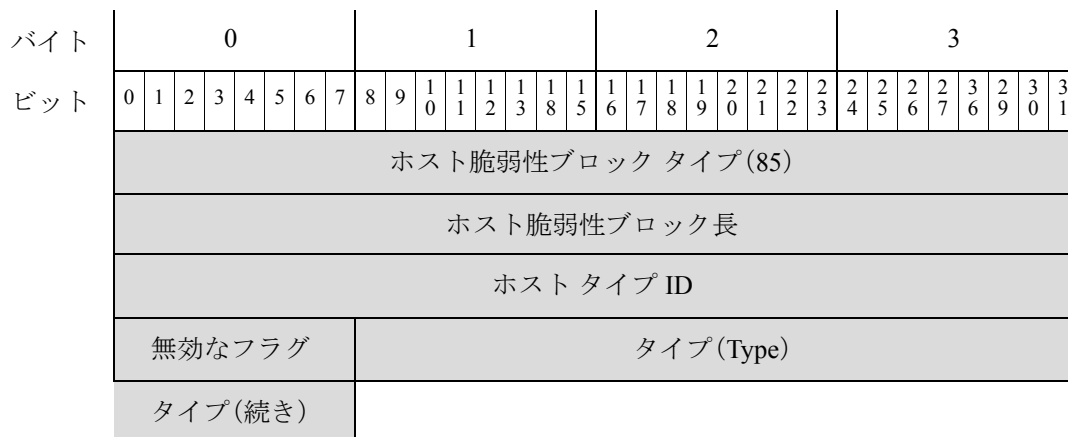 バイト 0 1 2 3
ビット 0 1 2 3 4 5 6 7 8 9 10 11 12 13 18 15 16 17 18 19 20 21 22 23 24 25 26 27 36 29 30 31
ホスト脆弱性ブロック タイプ(85)
ホスト脆弱性ブロック長
ホスト タイプ ID
無効なフラグ タイプ(Type)
タイプ(続き)